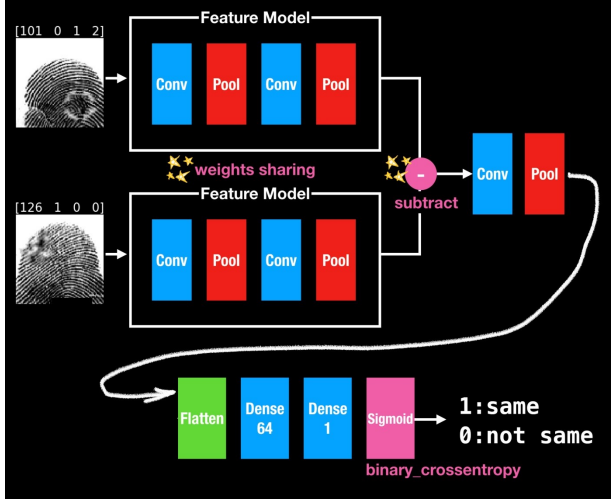 [101 0 1 2]
Feature Model
Conv
Pool
Conv
Pool
weights sharing
-
subtract
Conv
Pool
[126 1 0 0]
Feature Model
Conv
Pool
Conv
Pool
Flatten
Dense
64
Dense
1
Sigmoid
1:same
0:not same
binary_crossentropy